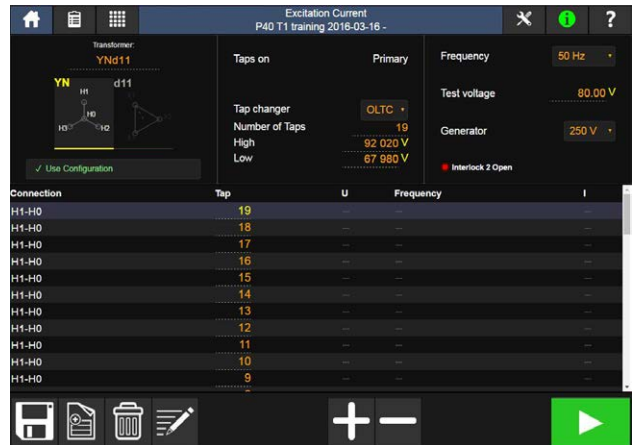 Excitation Current
P40 T1 training 2016-03-16 -
i
?
Transformer:
YNd11
YN
d11
H1
H0
H3
H2
✓ Use Configuration
Taps on Primary
Tap changer OLTC
Number of Taps 19
High 92 020 V
Low 67 980 V
Frequency 50 Hz
Test voltage 80.00 V
Generator 250 V
Interlock 2 Open
Connection Tap U Frequency I
H1-H0 19 -- -- --
H1-H0 18 -- -- --
H1-H0 17 -- -- --
H1-H0 16 -- -- --
H1-H0 15 -- -- --
H1-H0 14 -- -- --
H1-H0 13 -- -- --
H1-H0 12 -- -- --
H1-H0 11 -- -- --
H1-H0 10 -- -- --
H1-H0 9 -- -- --